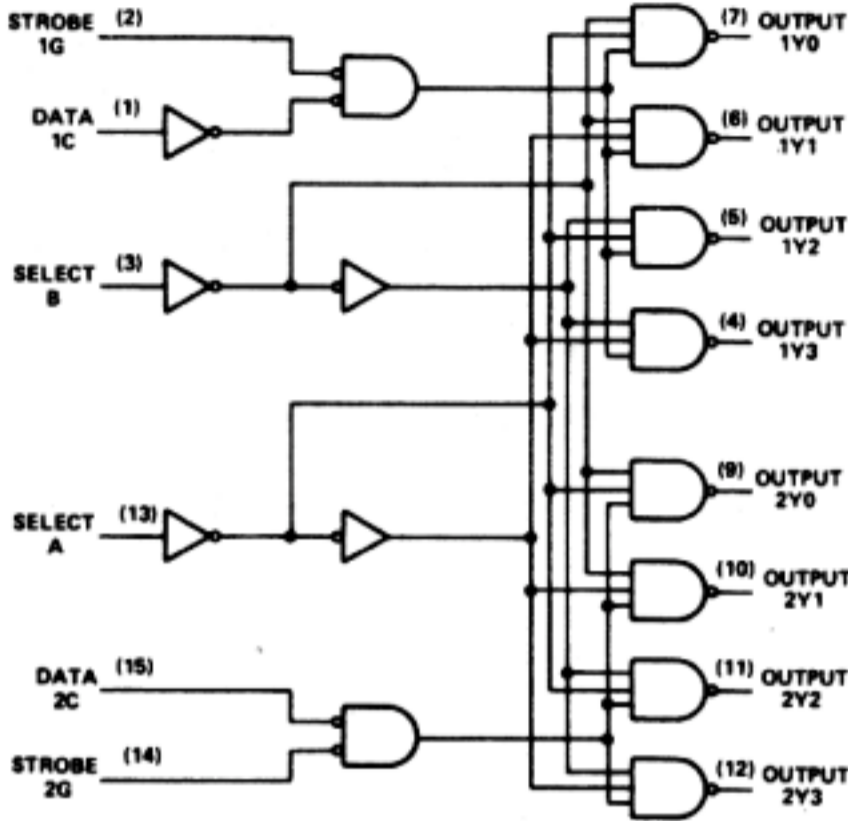 STROBE (2)
1G
DATA (1)
1C
SELECT (3)
B
SELECT (13)
A
DATA (15)
2C
STROBE (14)
2G
(7) OUTPUT
1Y0
(6) OUTPUT
1Y1
(5) OUTPUT
1Y2
(4) OUTPUT
1Y3
(9) OUTPUT
2Y0
(10) OUTPUT
2Y1
(11) OUTPUT
2Y2
(12) OUTPUT
2Y3